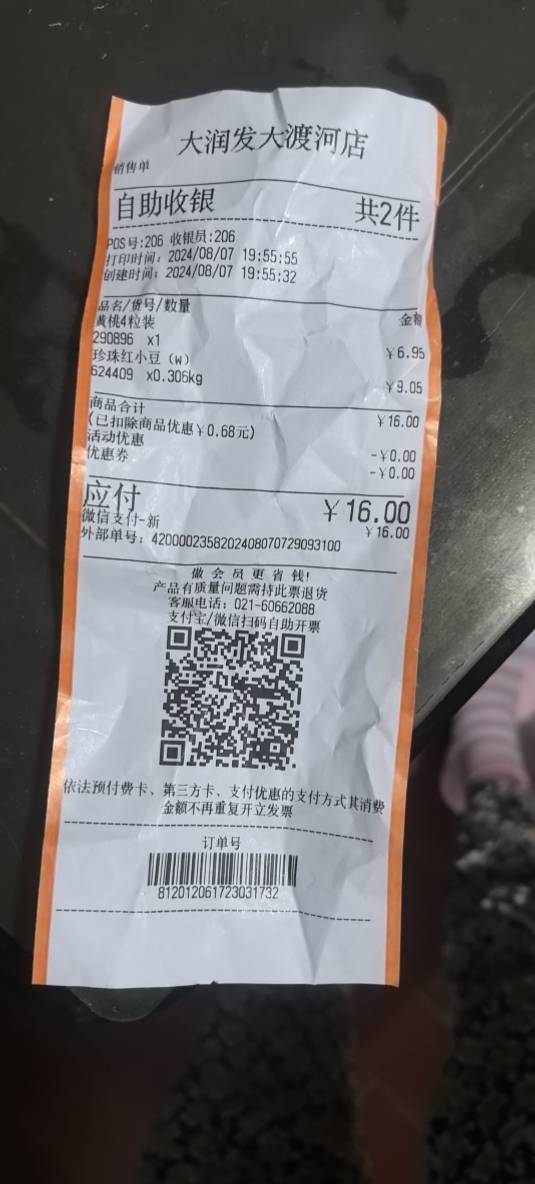 大润发大渡河店
销售单
自助收银 共2件
POS号:206 收银员:206
打印时间: 2024/08/07 19:55:55
创建时间: 2024/08/07 19:55:32
品名/货号/数量 金额
黄桃4粒装
290896 x1 ￥6.95
珍珠红小豆（W）
624409 x0.306kg ￥9.05
商品合计 ￥16.00
(已扣除商品优惠￥0.68元)
活动优惠 -￥0.00
优惠券 -￥0.00
应付 ￥16.00
微信支付-新 ￥16.00
外部单号: 4200002358202408070729093100
做会员更省钱!
产品有质量问题需持此票退货
客服电话: 021-60662088
支付宝/微信扫码自助开票
依法预付费卡、第三方卡、支付优惠的支付方式其消费
金额不再重复开立发票
订单号
812012061723031732